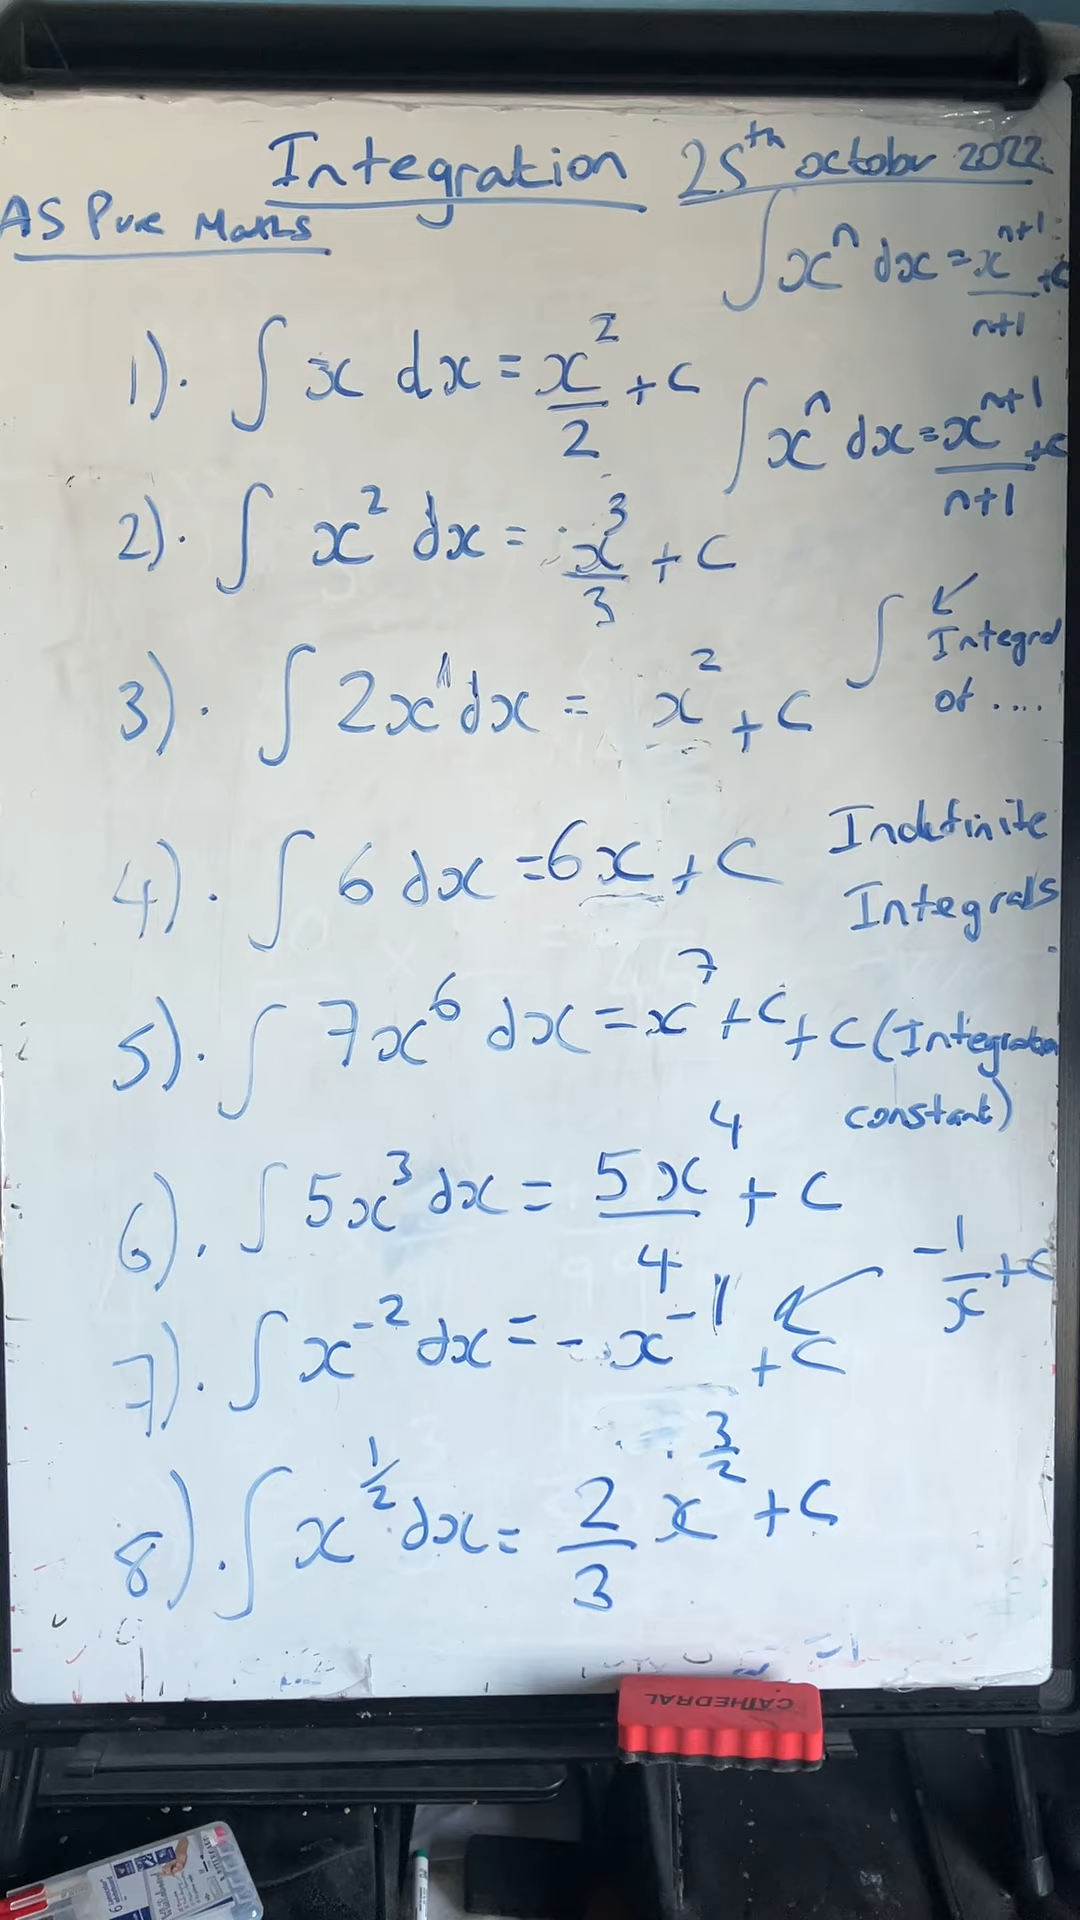 Integration 25th october 2022
AS Pure Maths
∫xⁿ dx = xⁿ⁺¹/n+1 +c
1). ∫ x dx = x²/2 + c
∫xⁿ dx = xⁿ⁺¹/n+1 +c
2). ∫ x² dx = x³/3 + c
∫ ↙ Integral
of ....
3). ∫ 2x¹ dx = x² + c
4). ∫ 6 dx = 6x + c
Indefinite
Integrals
5). ∫ 7x⁶ dx = x⁷ + c
+ c (Integration
constant)
6). ∫ 5x³ dx = 5x⁴/4 + c
7). ∫ x⁻² dx = - x⁻¹ + c
-1/x + c
8). ∫ x^(1/2) dx = 2/3 x^(3/2) + c
CATHEDRAL